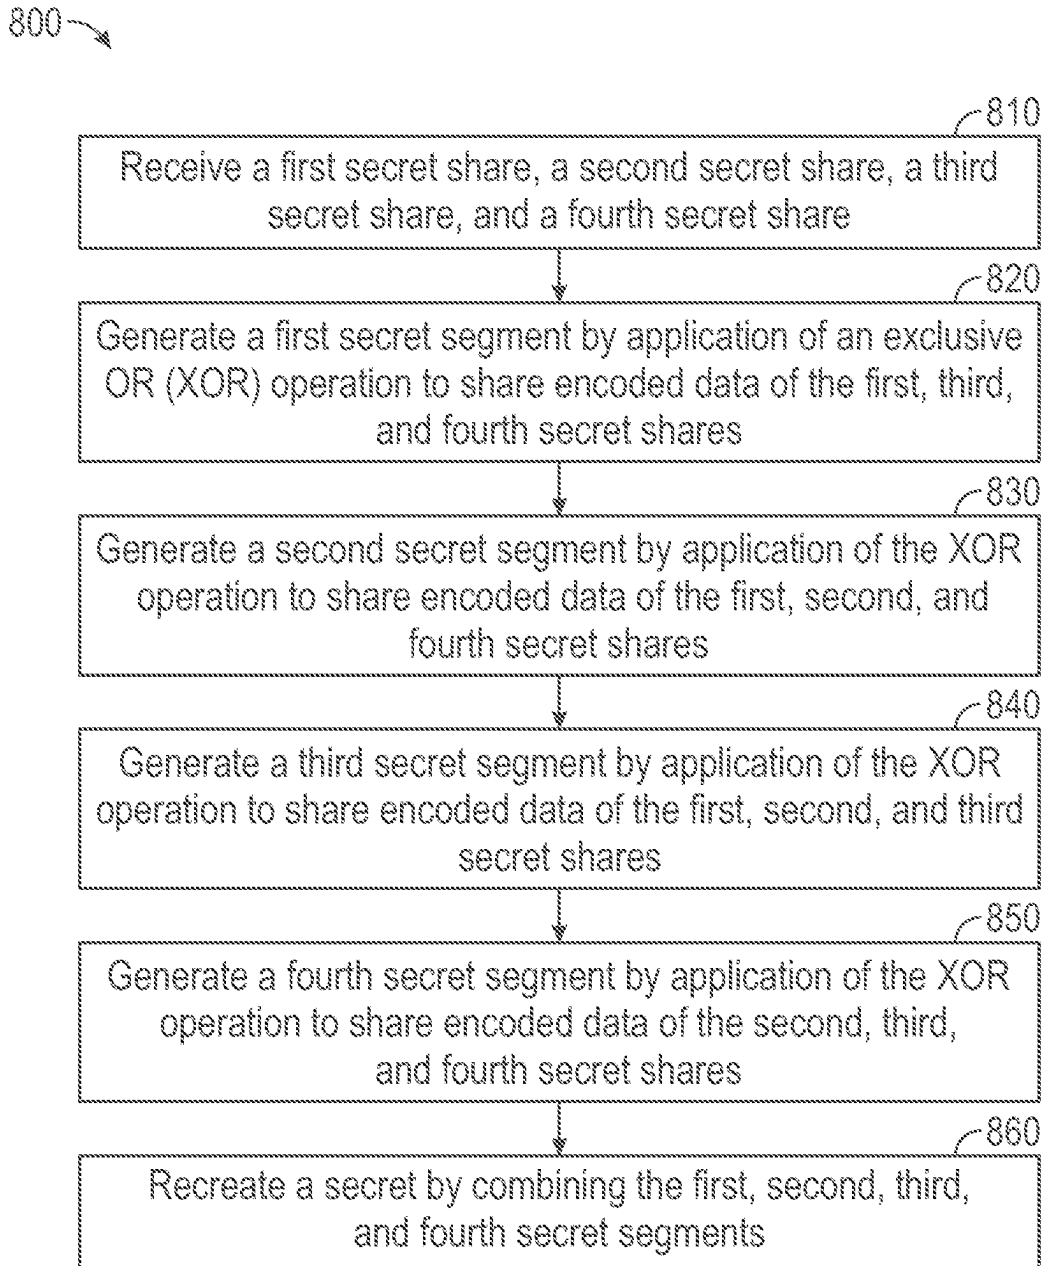 800
810
Receive a first secret share, a second secret share, a third
secret share, and a fourth secret share
820
Generate a first secret segment by application of an exclusive
OR (XOR) operation to share encoded data of the first, third,
and fourth secret shares
830
Generate a second secret segment by application of the XOR
operation to share encoded data of the first, second, and
fourth secret shares
840
Generate a third secret segment by application of the XOR
operation to share encoded data of the first, second, and third
secret shares
850
Generate a fourth secret segment by application of the XOR
operation to share encoded data of the second, third,
and fourth secret shares
860
Recreate a secret by combining the first, second, third,
and fourth secret segments